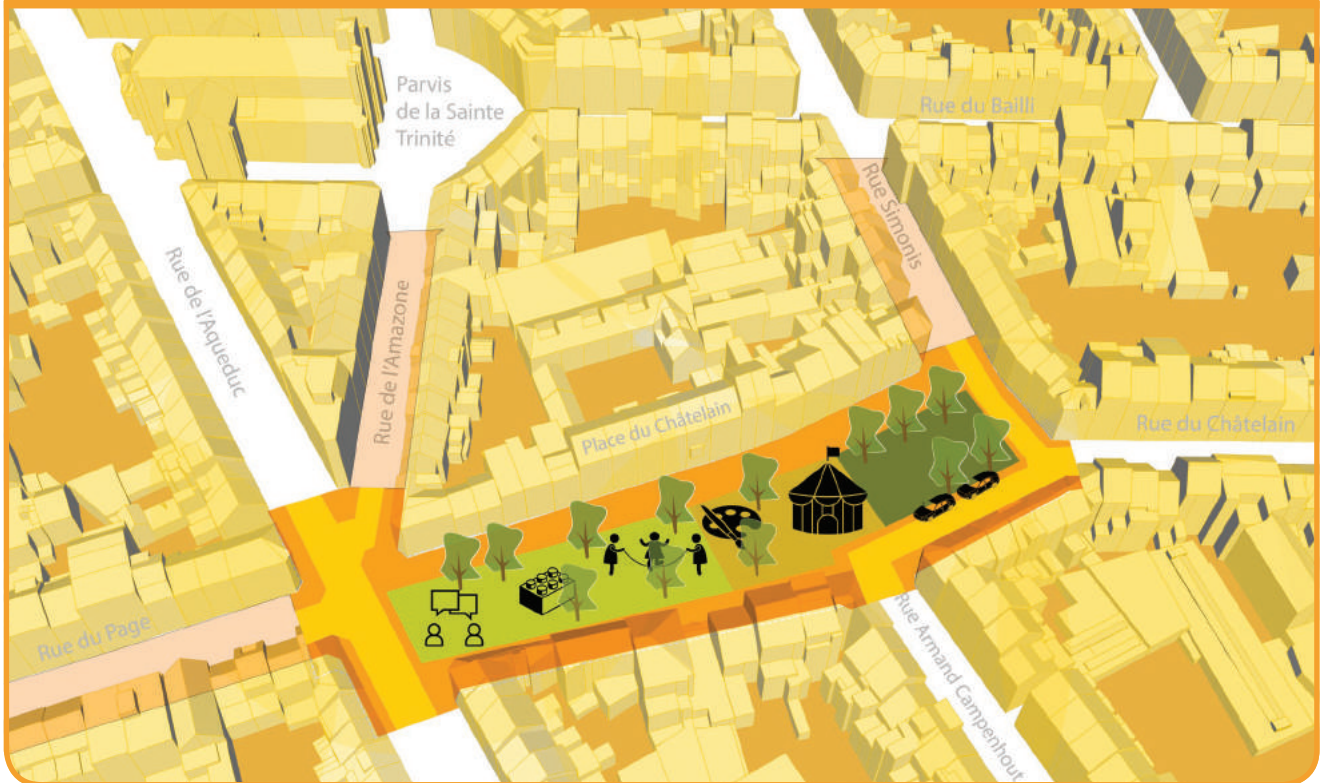 Parvis
de la Sainte
Trinité
Rue du Bailli
Rue Simonis
Rue de l'Aqueduc
Rue de l'Amazone
Place du Châtelain
Rue du Châtelain
Rue du Page
Rue Armand Campenhout